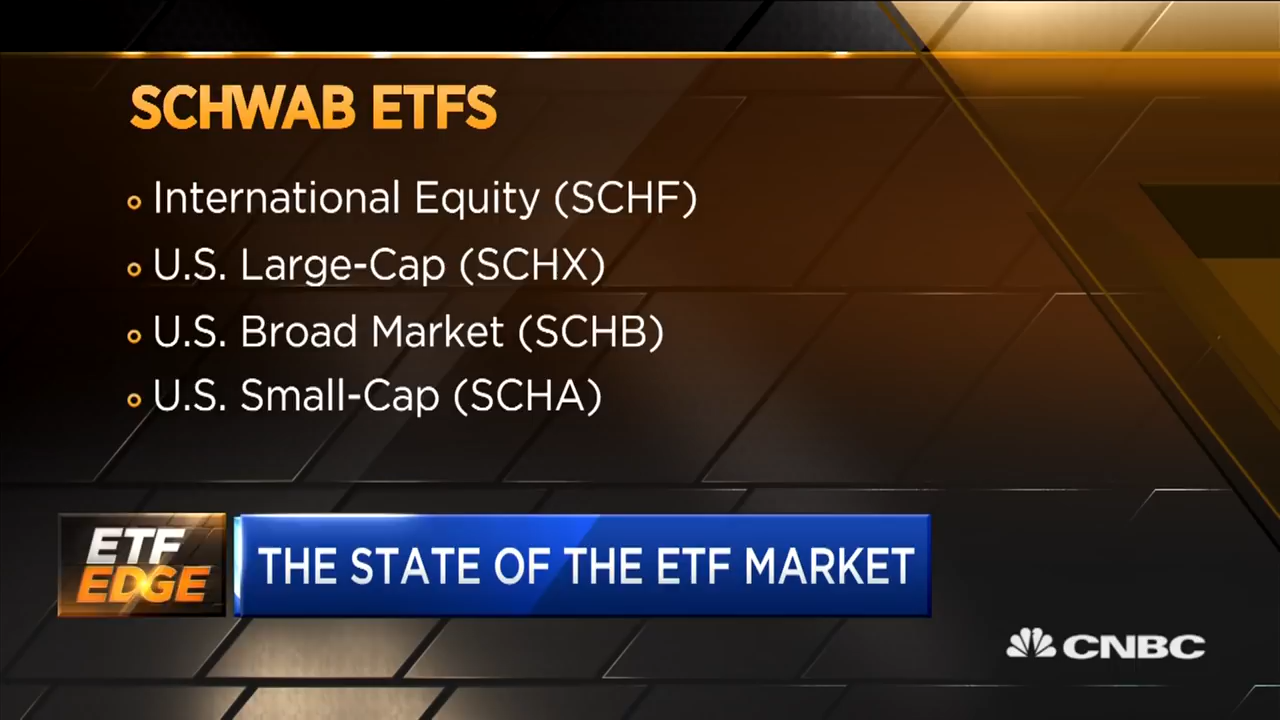 SCHWAB ETFS
International Equity (SCHF)
U.S. Large-Cap (SCHX)
U.S. Broad Market (SCHB)
U.S. Small-Cap (SCHA)
ETF
EDGE
THE STATE OF THE ETF MARKET
CNBC